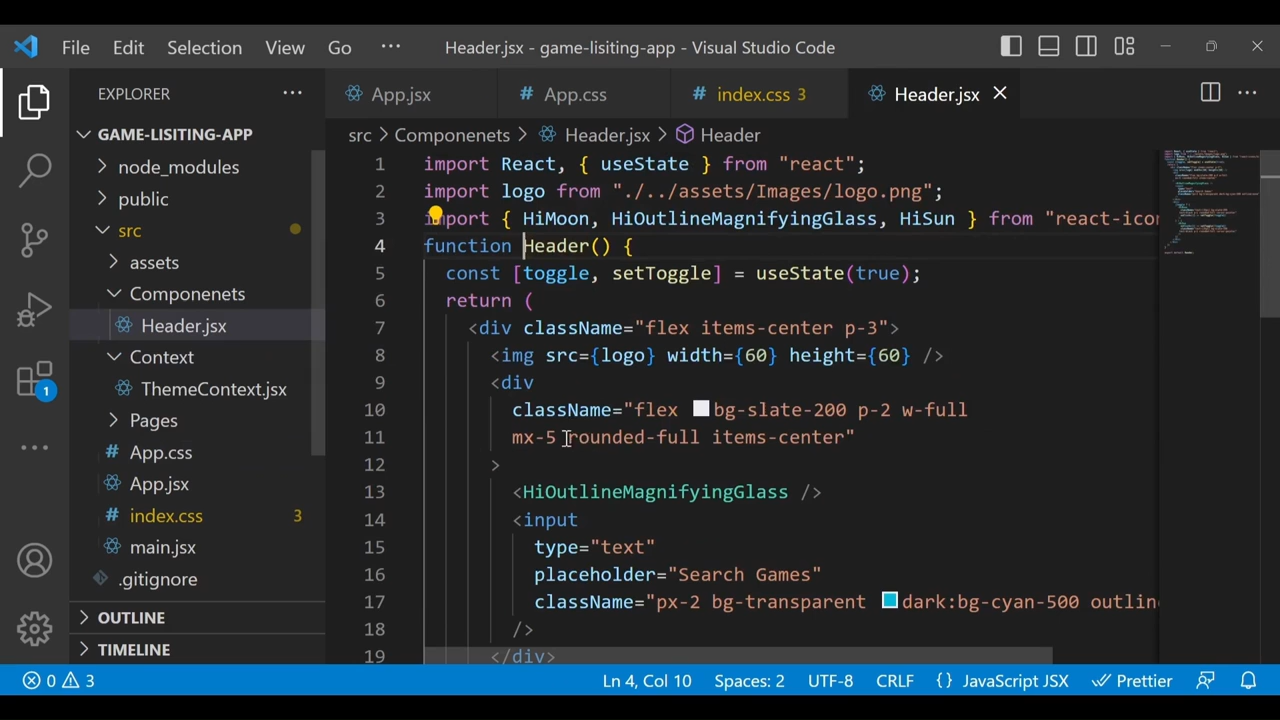 File Edit Selection View Go ··· Header.jsx - game-lisiting-app - Visual Studio Code
EXPLORER ···
GAME-LISITING-APP
node_modules
public
src
assets
Componenets
Header.jsx
Context
ThemeContext.jsx
Pages
App.css
App.jsx
index.css 3
main.jsx
.gitignore
OUTLINE
TIMELINE
1
App.jsx # App.css # index.css 3 Header.jsx
src > Componenets > Header.jsx > Header
1 import React, { useState } from "react";
2 import logo from "./../assets/Images/logo.png";
3 import { HiMoon, HiOutlineMagnifyingGlass, HiSun } from "react-icon
4 function Header() {
5 const [toggle, setToggle] = useState(true);
6 return (
7 <div className="flex items-center p-3">
8 <img src={logo} width={60} height={60} />
9 <div
10 className="flex bg-slate-200 p-2 w-full
11 mx-5 rounded-full items-center"
12 >
13 <HiOutlineMagnifyingGlass />
14 <input
15 type="text"
16 placeholder="Search Games"
17 className="px-2 bg-transparent dark:bg-cyan-500 outlin
18 />
19 </div>
0 3 Ln 4, Col 10 Spaces: 2 UTF-8 CRLF {} JavaScript JSX Prettier